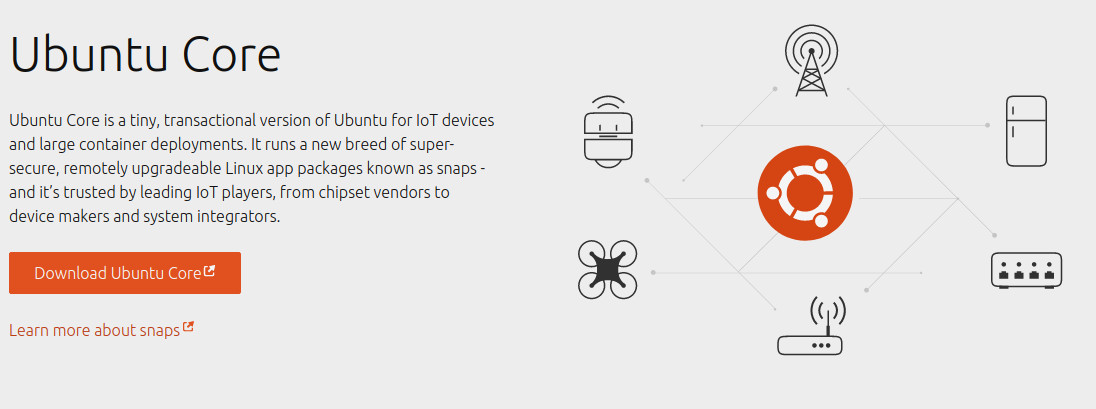 Ubuntu Core
Ubuntu Core is a tiny, transactional version of Ubuntu for IoT devices
and large container deployments. It runs a new breed of super-
secure, remotely upgradeable Linux app packages known as snaps -
and it’s trusted by leading IoT players, from chipset vendors to
device makers and system integrators.
Download Ubuntu Core
Learn more about snaps